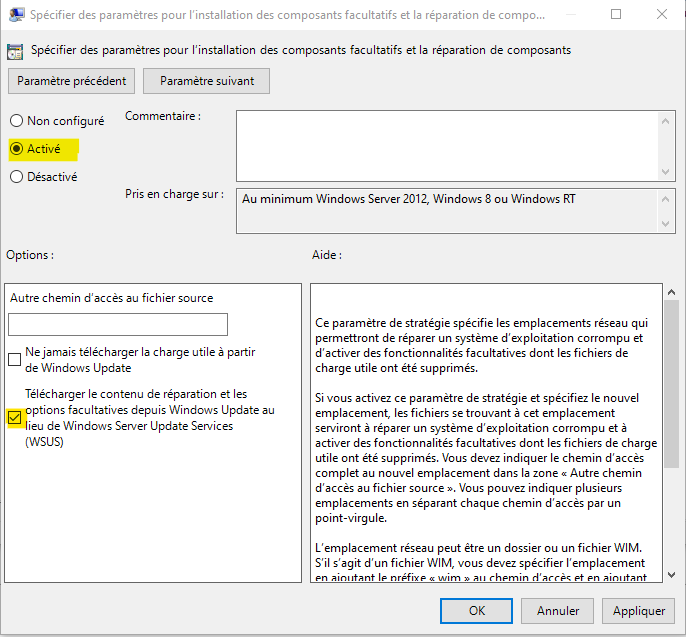 Spécifier des paramètres pour l'installation des composants facultatifs et la réparation de compo...
Spécifier des paramètres pour l'installation des composants facultatifs et la réparation de composants
Paramètre précédent
Paramètre suivant
Non configuré
Commentaire :
Activé
Désactivé
Pris en charge sur :
Au minimum Windows Server 2012, Windows 8 ou Windows RT
Options :
Aide :
Autre chemin d'accès au fichier source
Ne jamais télécharger la charge utile à partir
de Windows Update
Télécharger le contenu de réparation et les
options facultatives depuis Windows Update au
lieu de Windows Server Update Services
(WSUS)
Ce paramètre de stratégie spécifie les emplacements réseau qui
permettront de réparer un système d'exploitation corrompu et
d'activer des fonctionnalités facultatives dont les fichiers de
charge utile ont été supprimés.
Si vous activez ce paramètre de stratégie et spécifiez le nouvel
emplacement, les fichiers se trouvant à cet emplacement
serviront à réparer un système d'exploitation corrompu et à
activer des fonctionnalités facultatives dont les fichiers de charge
utile ont été supprimés. Vous devez indiquer le chemin d'accès
complet au nouvel emplacement dans la zone « Autre chemin
d'accès au fichier source ». Vous pouvez indiquer plusieurs
emplacements en séparant chaque chemin d'accès par un
point-virgule.
L'emplacement réseau peut être un dossier ou un fichier WIM.
S'il s'agit d'un fichier WIM, vous devez spécifier l'emplacement
en ajoutant le préfixe « wim » au chemin d'accès et en ajoutant
OK
Annuler
Appliquer